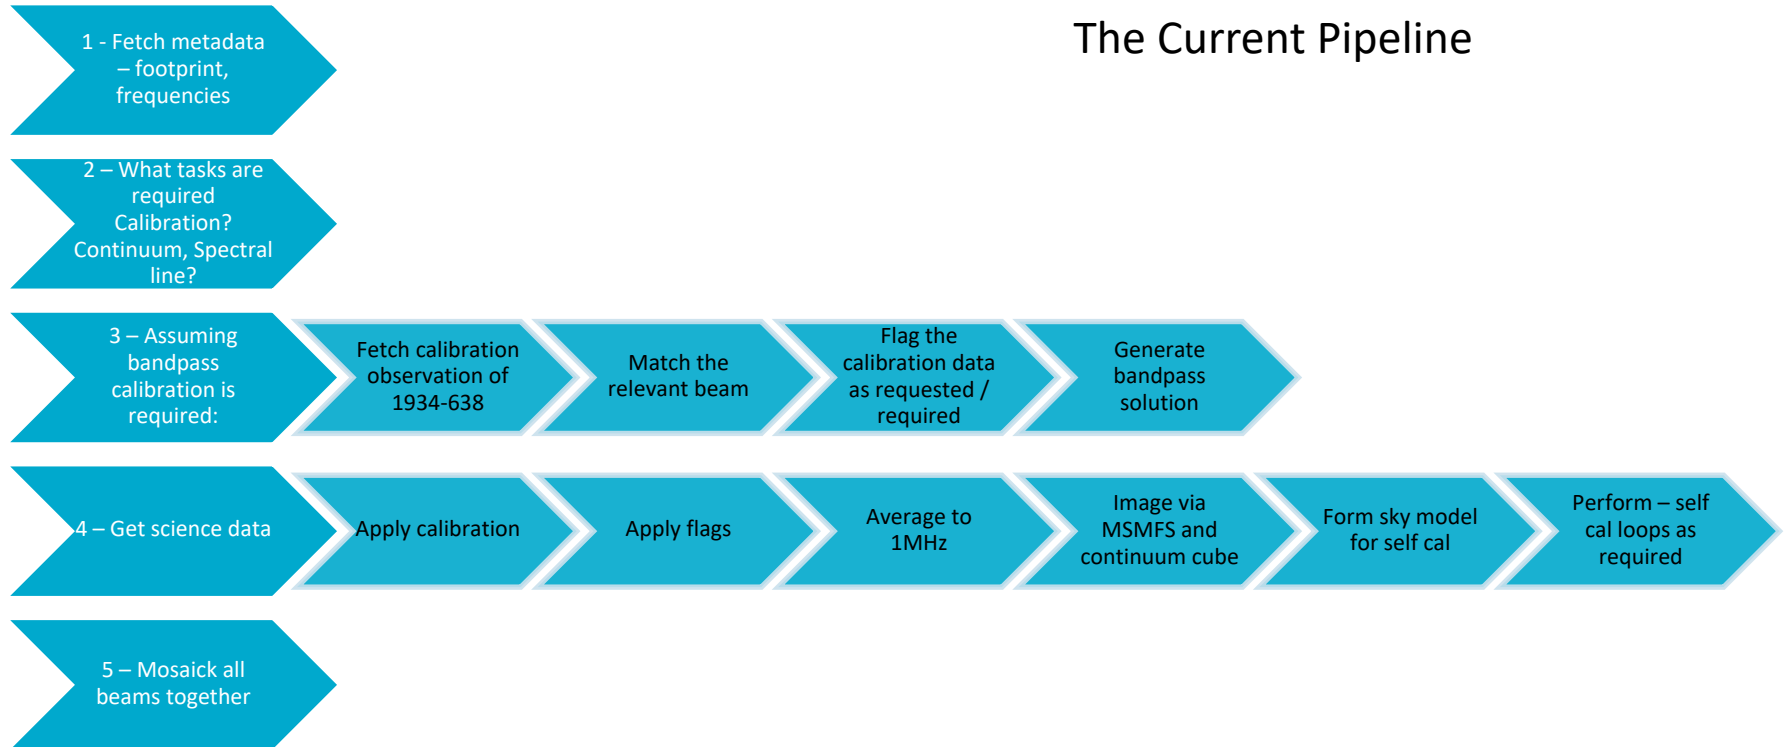 The Current Pipeline
1 - Fetch metadata
– footprint,
frequencies
2 – What tasks are
required
Calibration?
Continuum, Spectral
line?
3 – Assuming
bandpass
calibration is
required:
Fetch calibration
observation of
1934-638
Match the
relevant beam
Flag the
calibration data
as requested /
required
Generate
bandpass
solution
4 – Get science data
Apply calibration
Apply flags
Average to
1MHz
Image via
MSMFS and
continuum cube
Form sky model
for self cal
Perform – self
cal loops as
required
5 – Mosaick all
beams together